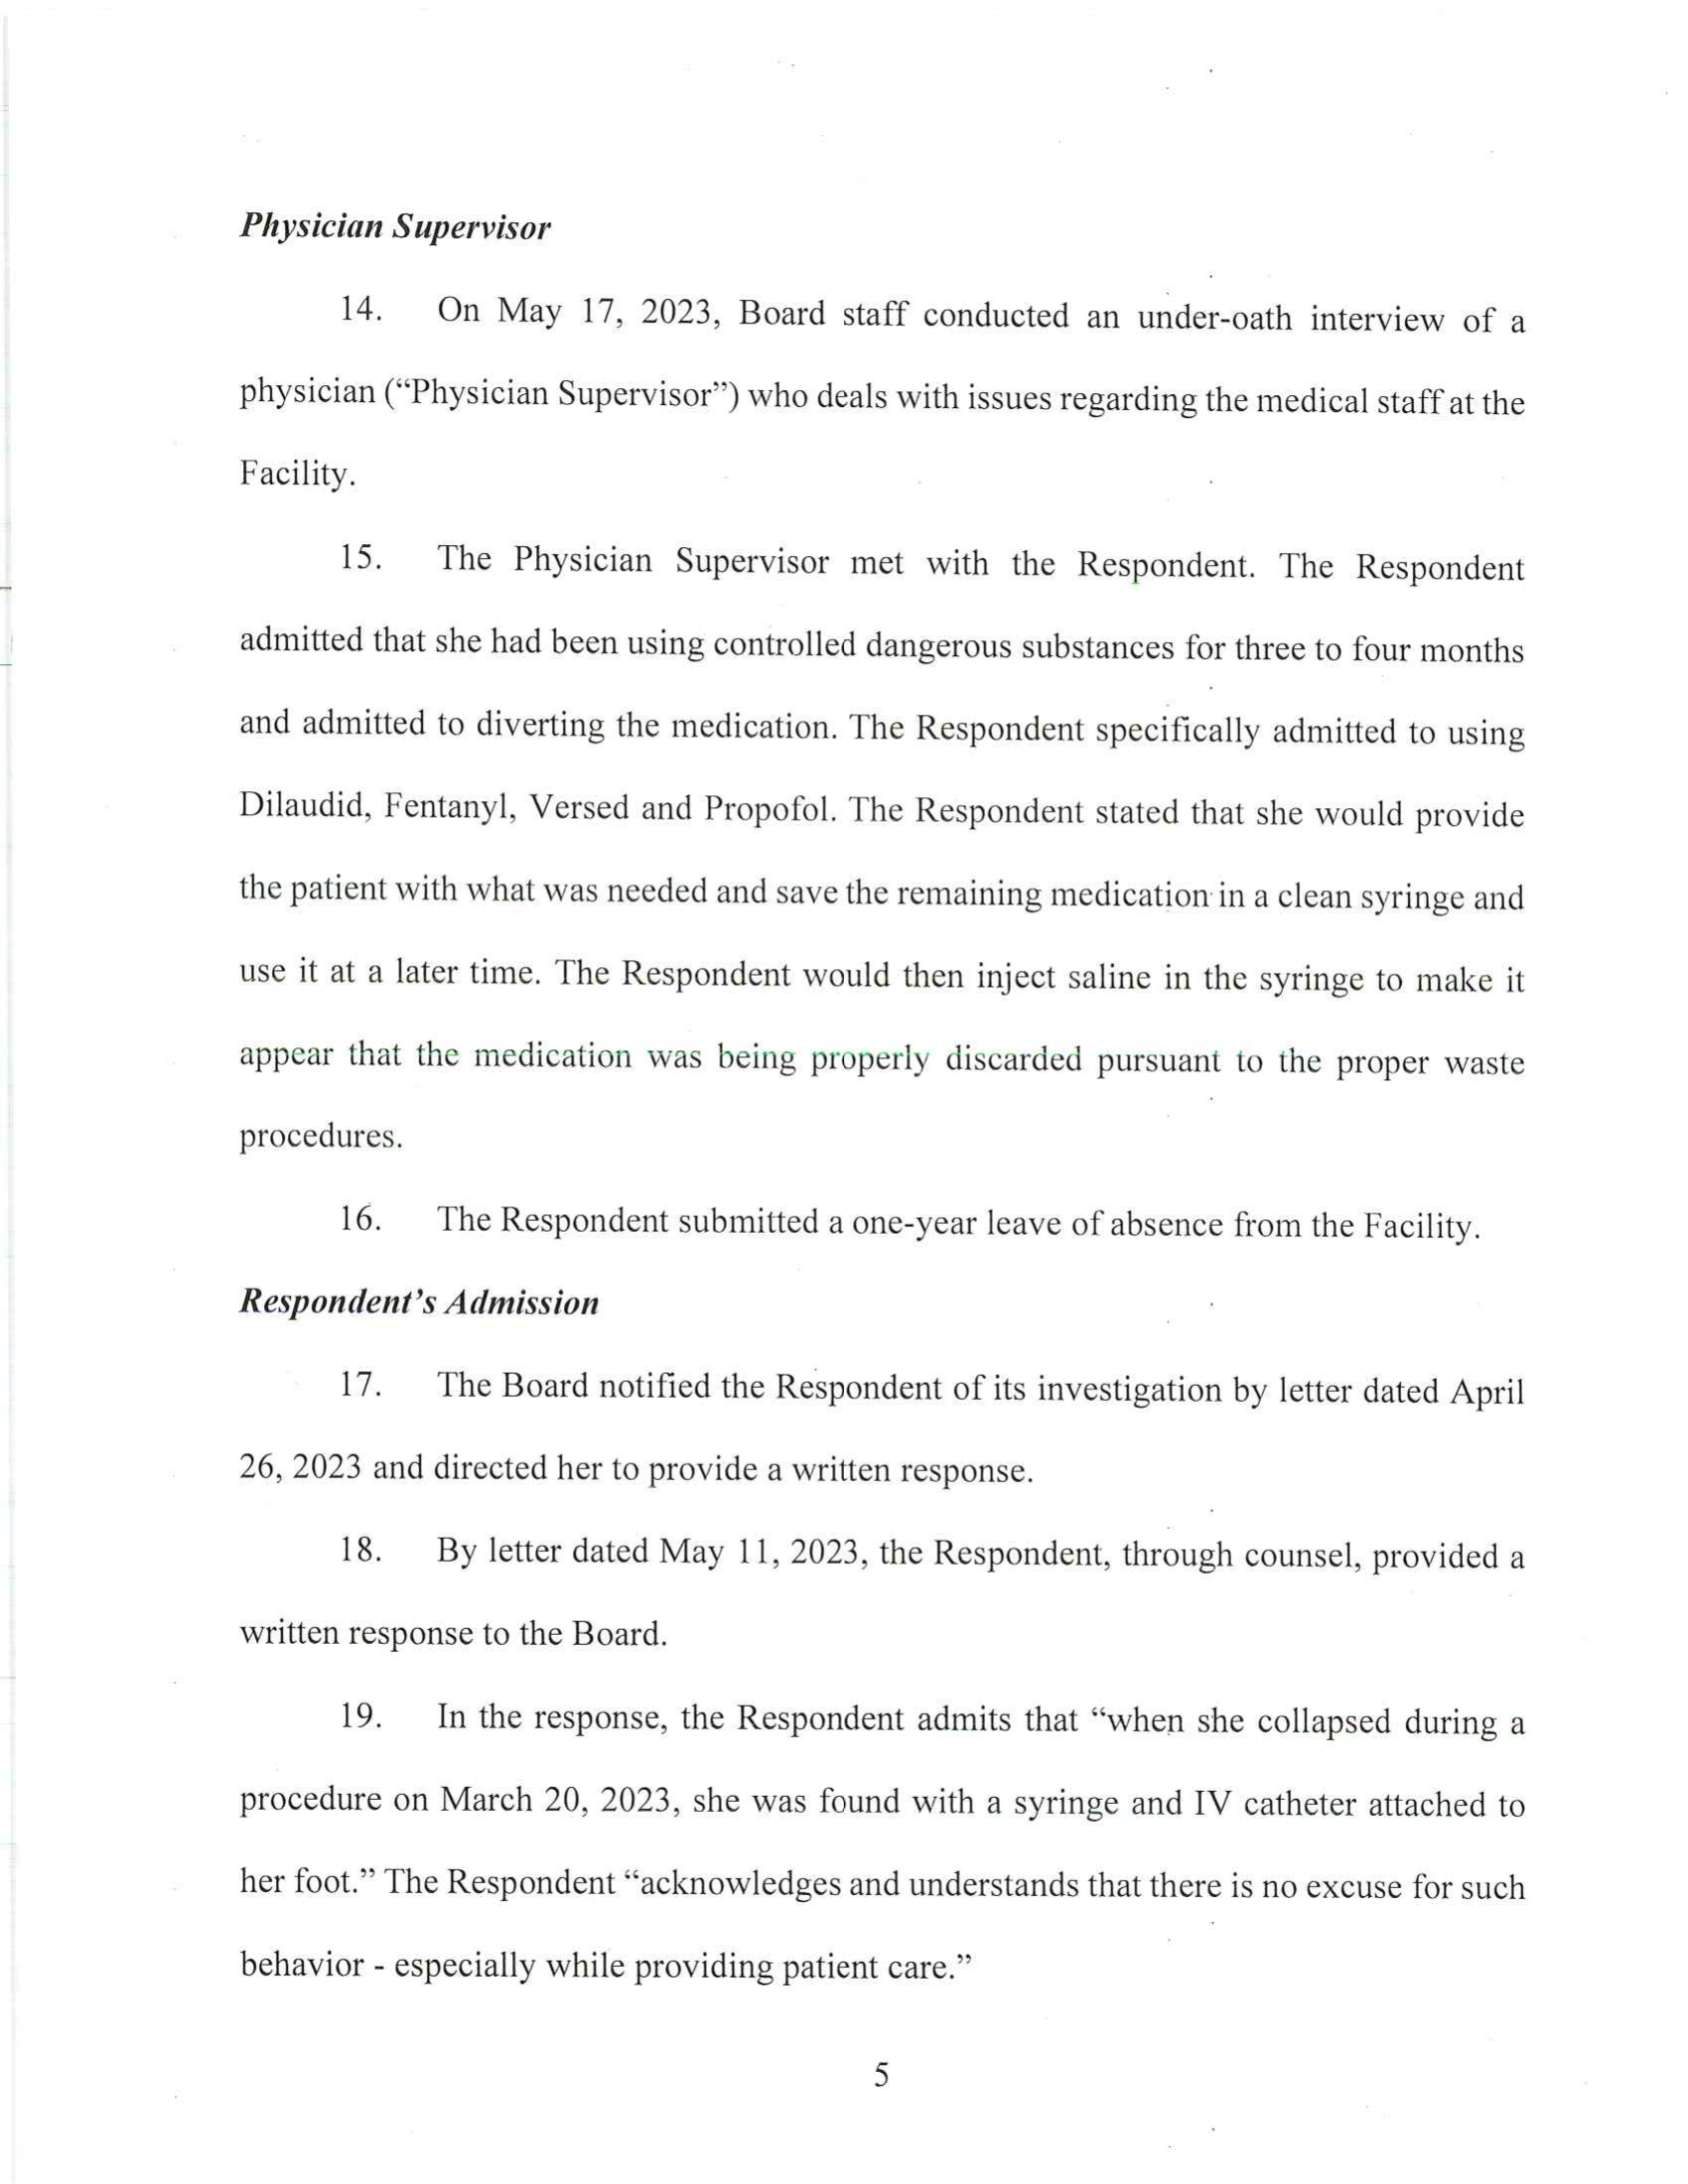 Physician Supervisor
14. On May 17, 2023, Board staff conducted an under-oath interview of a
physician (“Physician Supervisor”) who deals with issues regarding the medical staff at the
Facility.
15. The Physician Supervisor met with the Respondent. The Respondent
admitted that she had been using controlled dangerous substances for three to four months
and admitted to diverting the medication. The Respondent specifically admitted to using
Dilaudid, Fentanyl, Versed and Propofol. The Respondent stated that she would provide
the patient with what was needed and save the remaining medication in a clean syringe and
use it at a later time. The Respondent would then inject saline in the syringe to make it
appear that the medication was being properly discarded pursuant to the proper waste
procedures.
16. The Respondent submitted a one-year leave of absence from the Facility.
Respondent’s Admission
17. The Board notified the Respondent of its investigation by letter dated April
26, 2023 and directed her to provide a written response.
18. By letter dated May 11, 2023, the Respondent, through counsel, provided a
written response to the Board.
19. In the response, the Respondent admits that “when she collapsed during a
procedure on March 20, 2023, she was found with a syringe and IV catheter attached to
her foot.” The Respondent “acknowledges and understands that there is no excuse for such
behavior - especially while providing patient care.”
5